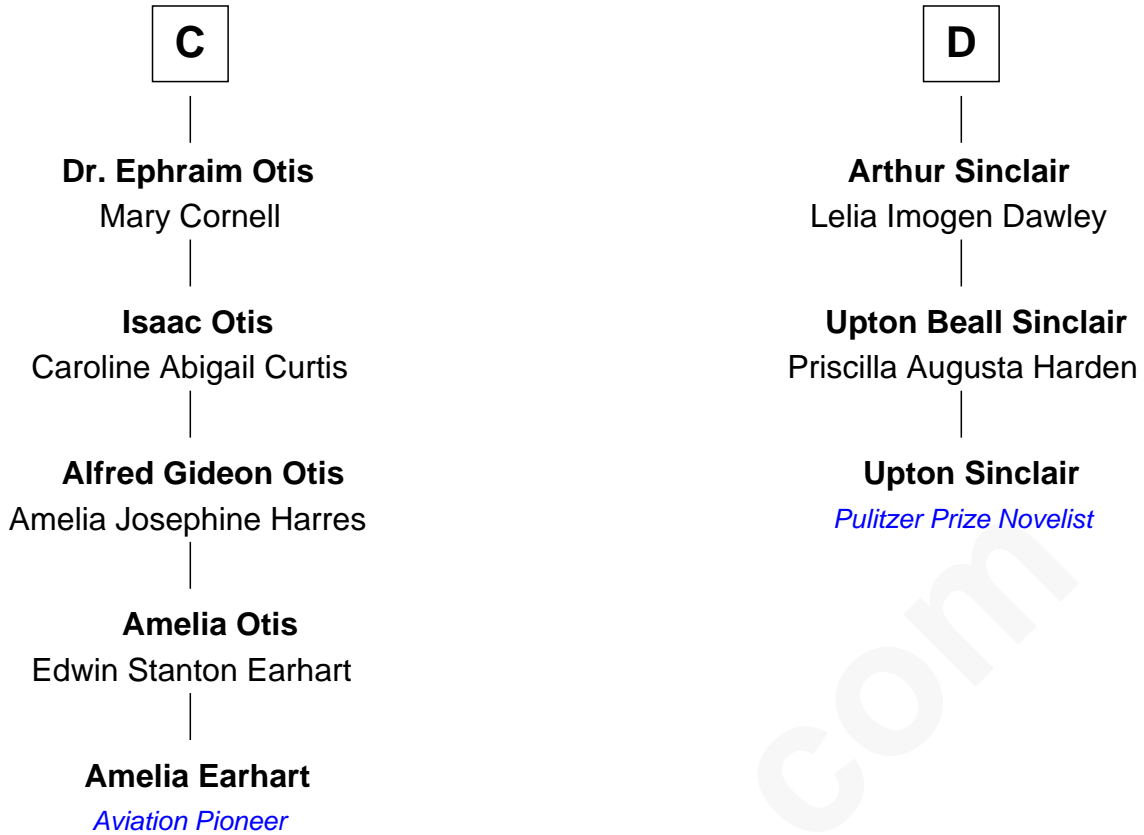 C
Dr. Ephraim Otis
Mary Cornell
Isaac Otis
Caroline Abigail Curtis
Alfred Gideon Otis
Amelia Josephine Harres
Amelia Otis
Edwin Stanton Earhart
Amelia Earhart
Aviation Pioneer
D
Arthur Sinclair
Lelia Imogen Dawley
Upton Beall Sinclair
Priscilla Augusta Harden
Upton Sinclair
Pulitzer Prize Novelist
com